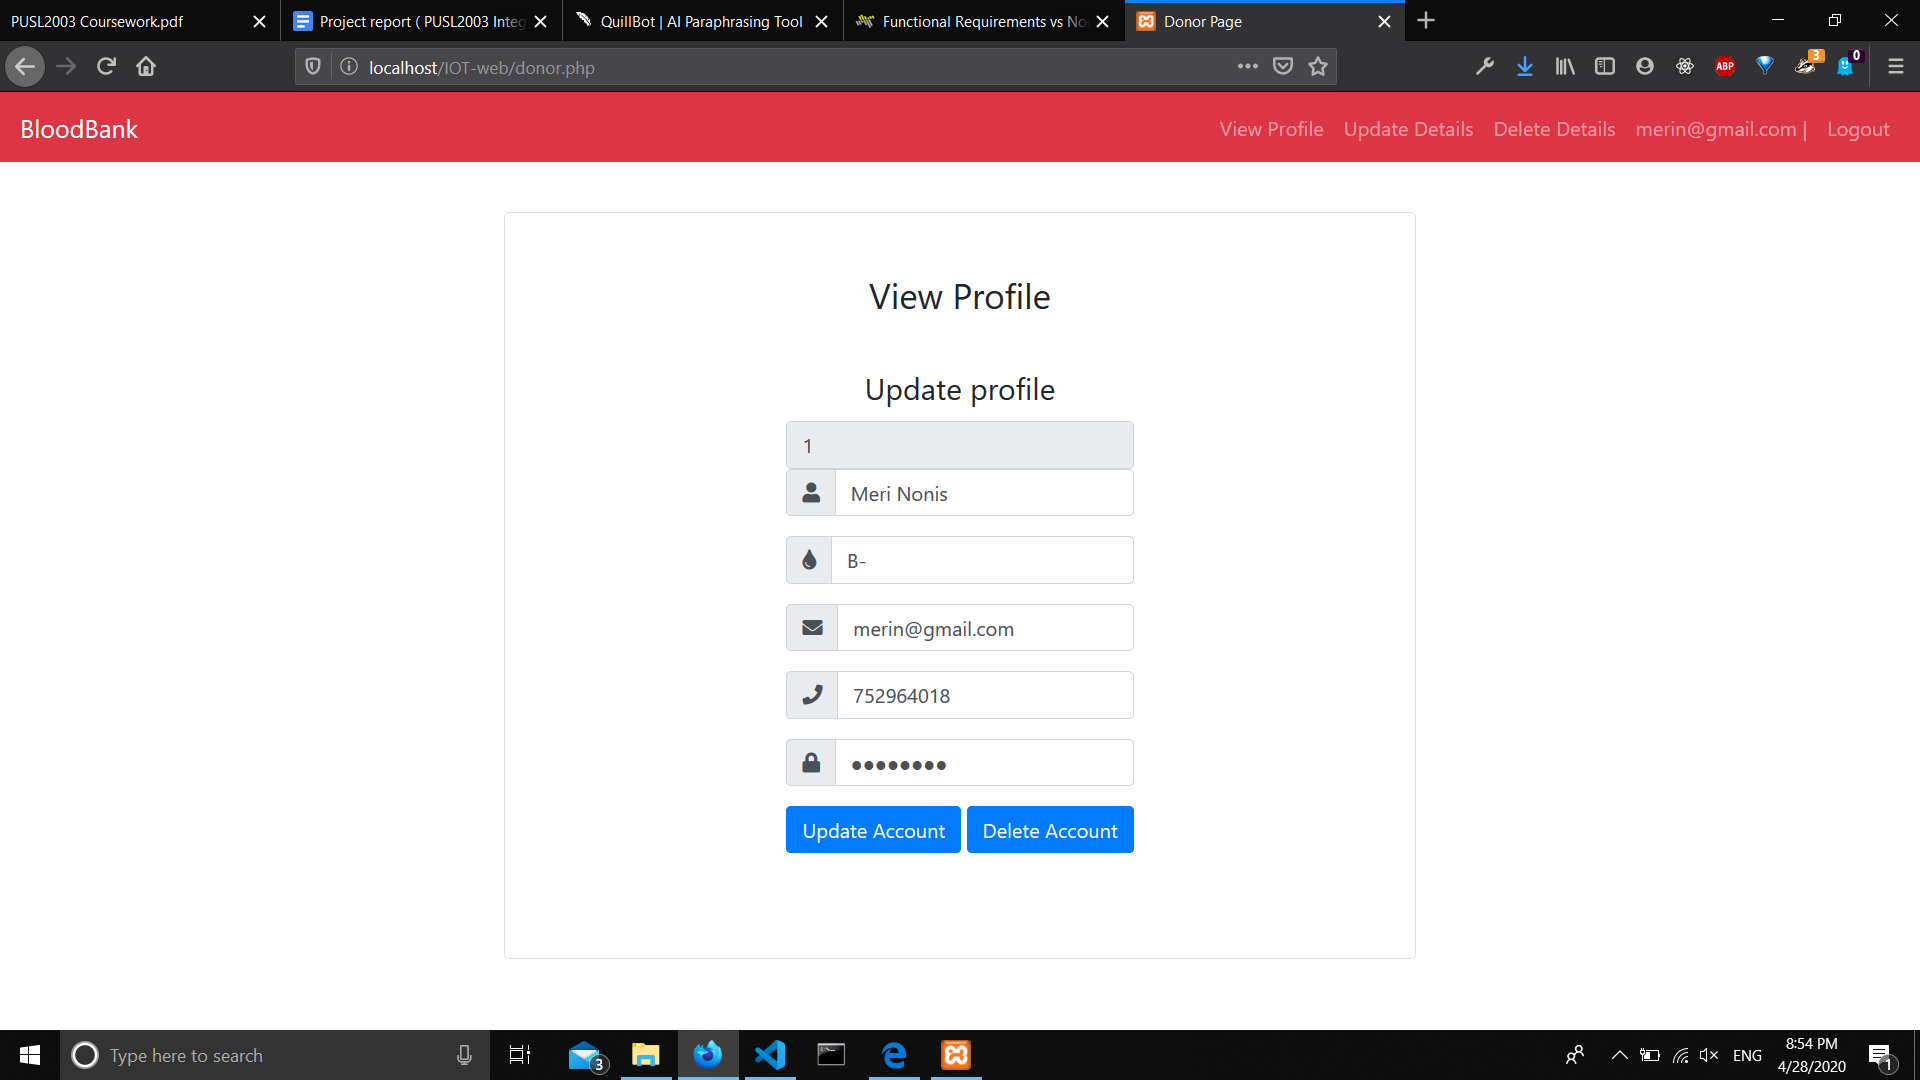 PUSL2003 Coursework.pdf
Project report ( PUSL2003 Integ
QuillBot | AI Paraphrasing Tool
Functional Requirements vs No
Donor Page
localhost/IOT-web/donor.php
ABP
3
0
BloodBank
View Profile
Update Details
Delete Details
merin@gmail.com |
Logout
View Profile
Update profile
1
Meri Nonis
B-
merin@gmail.com
752964018
Update Account
Delete Account
Type here to search
3
ENG
8:54 PM
4/28/2020
1